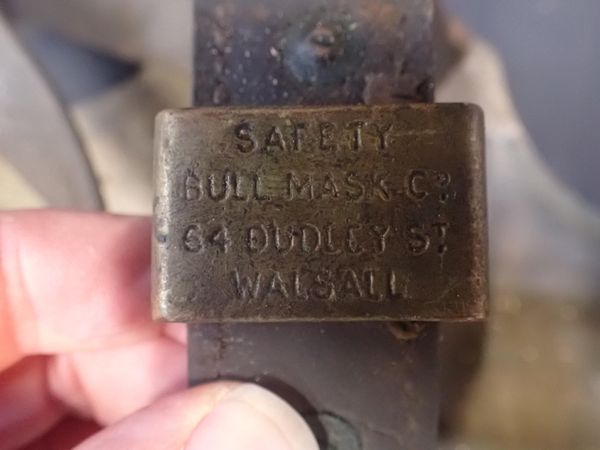 SAFETY
BULL MASK Cº
64 DUDLEY ST
WALSALL